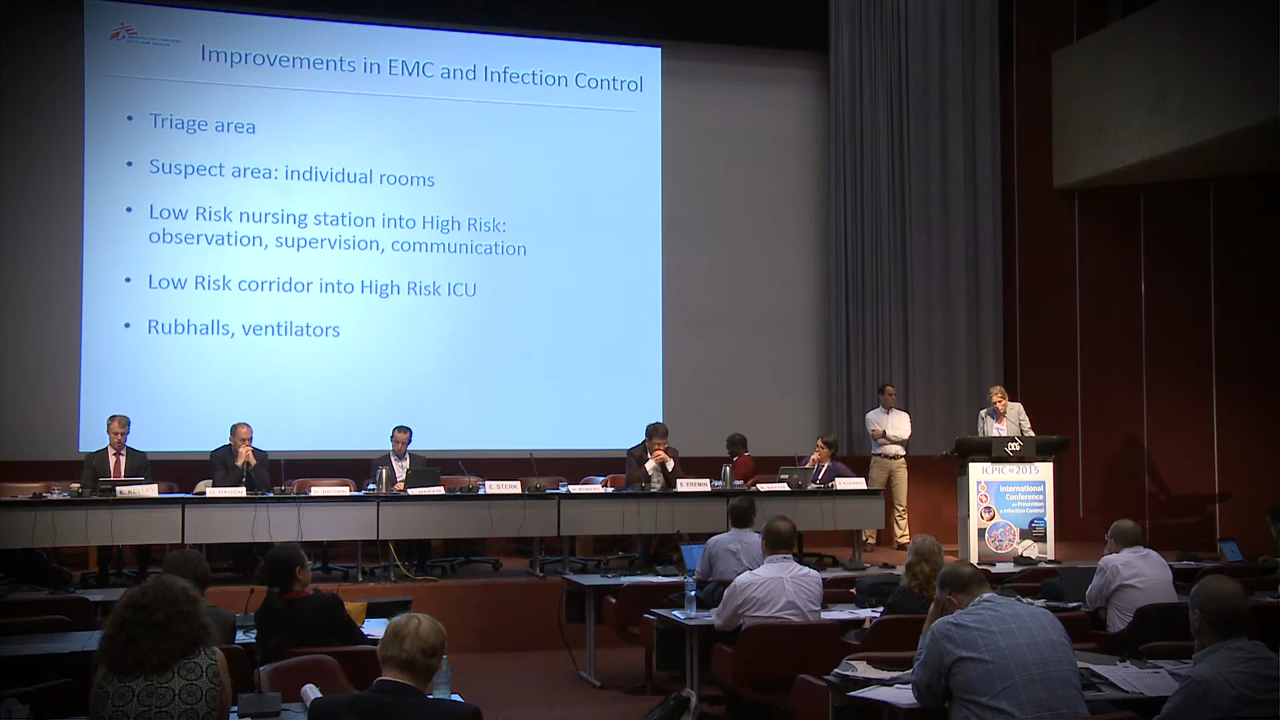 Improvements in EMC and Infection Control
• Triage area
• Suspect area: individual rooms
• Low Risk nursing station into High Risk:
observation, supervision, communication
• Low Risk corridor into High Risk ICU
• Rubhalls, ventilators
E. STERK
S. EREMIN
CICG
ICPIC 2015
International
Conference
on Prevention
& Infection Control